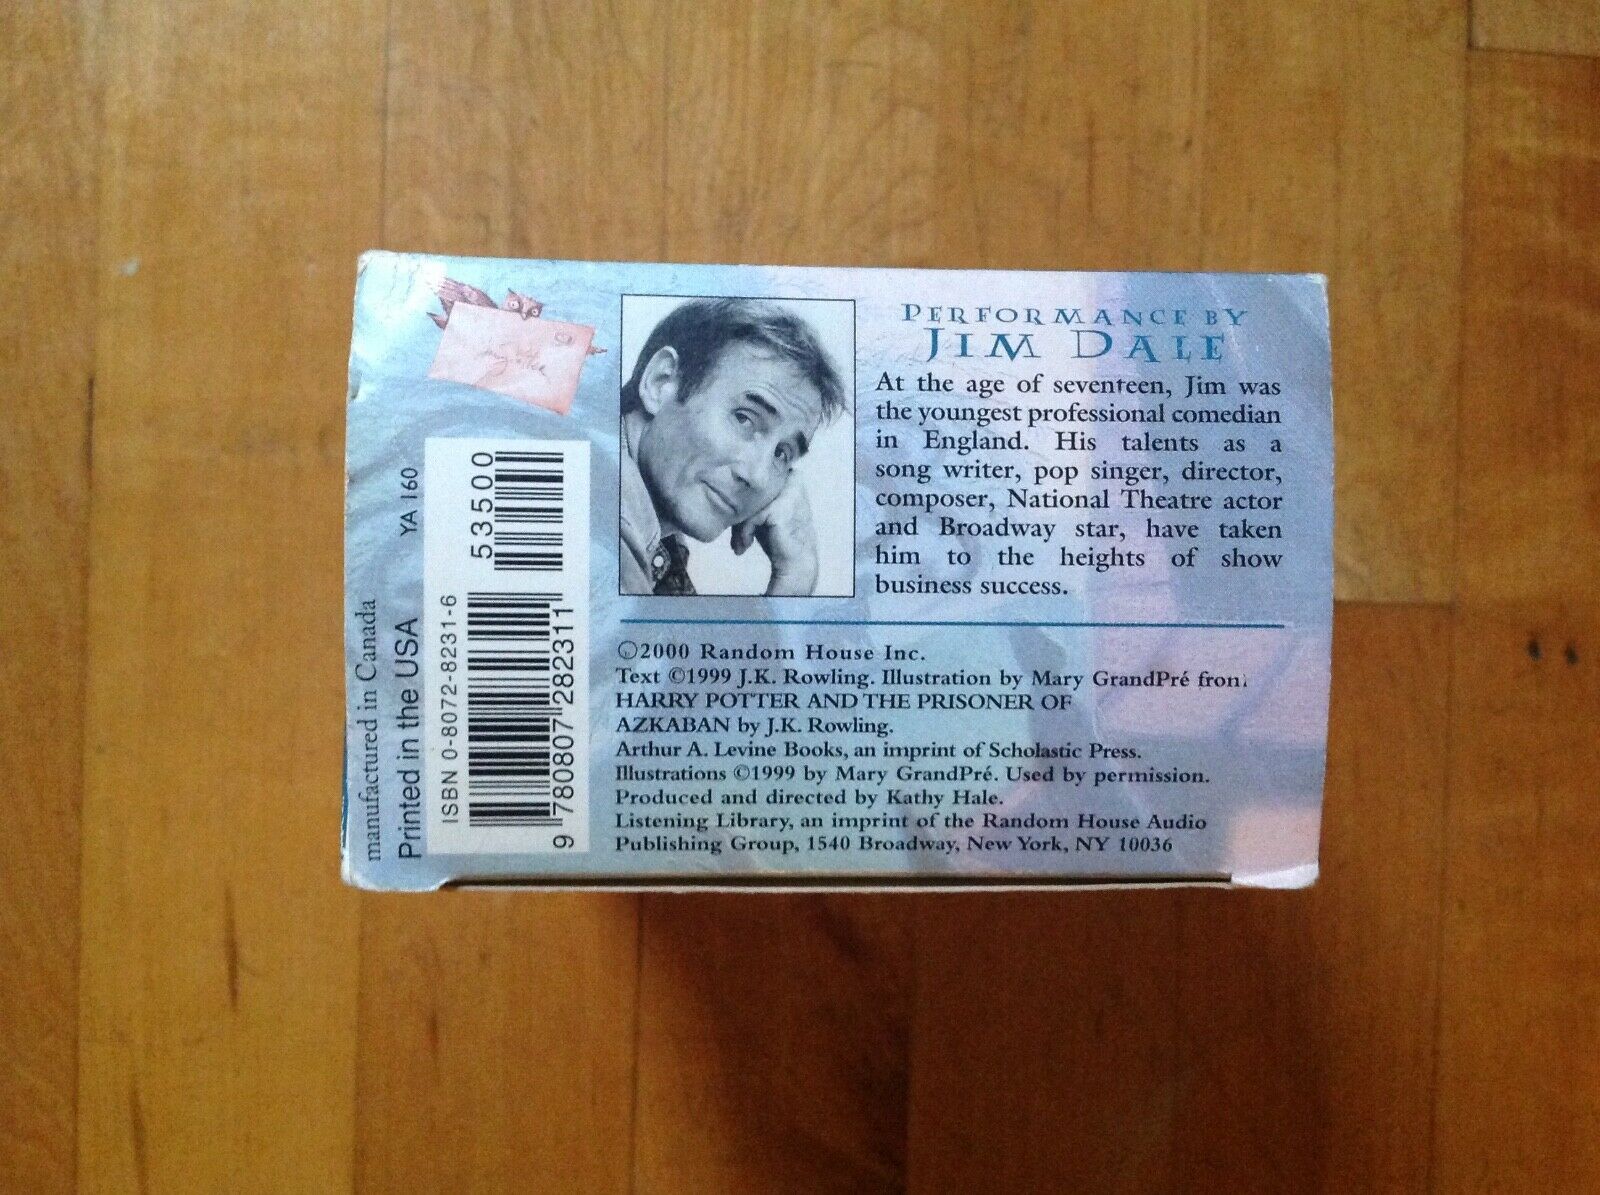 PERFORMANCE BY
JIM DALE
At the age of seventeen, Jim was
the youngest professional comedian
in England. His talents as a
song writer, pop singer, director,
composer, National Theatre actor
and Broadway star, have taken
him to the heights of show
business success.
©2000 Random House Inc.
Text ©1999 J.K. Rowling. Illustration by Mary GrandPré from
HARRY POTTER AND THE PRISONER OF
AZKABAN by J.K. Rowling.
Arthur A. Levine Books, an imprint of Scholastic Press.
Illustrations ©1999 by Mary GrandPré. Used by permission.
Produced and directed by Kathy Hale.
Listening Library, an imprint of the Random House Audio
Publishing Group, 1540 Broadway, New York, NY 10036
manufactured in Canada
Printed in the USA
YA 160
ISBN 0-8072-8231-6
53500
9 780807 282311